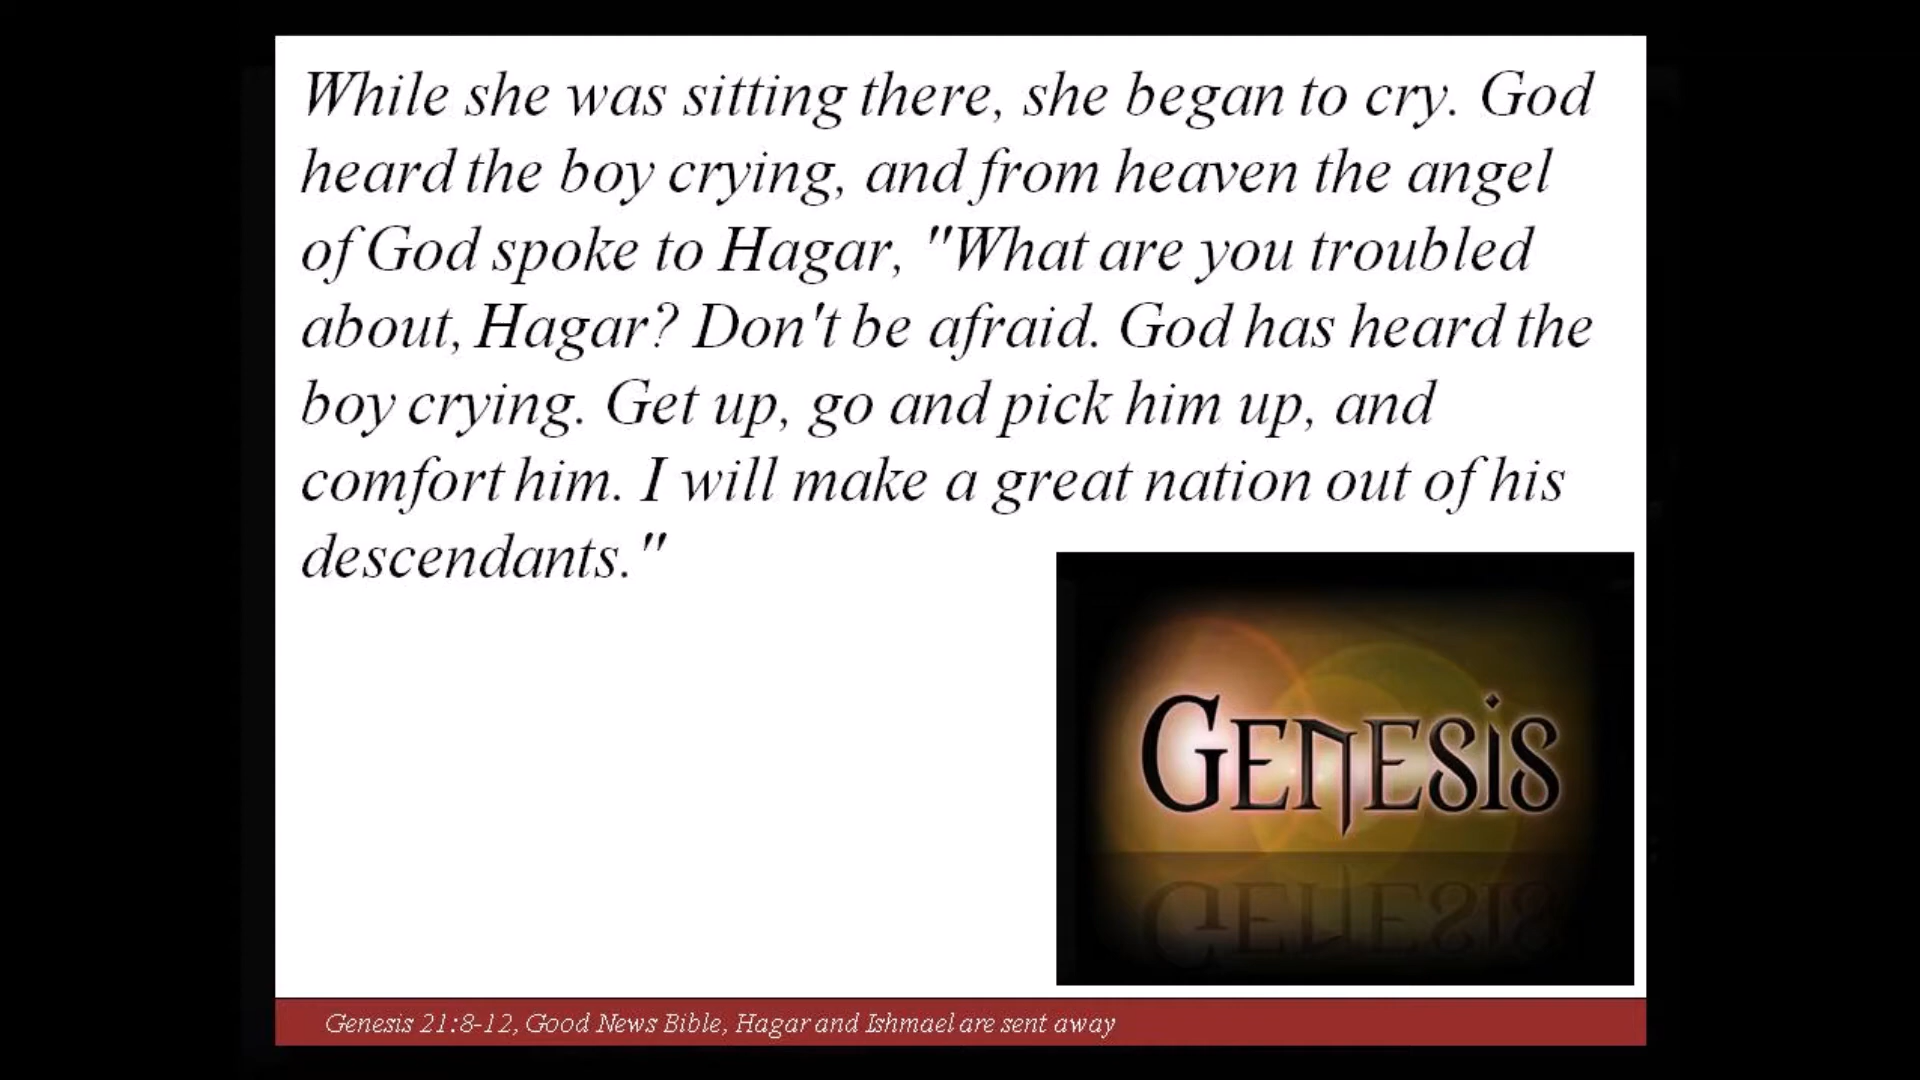 While she was sitting there, she began to cry. God
heard the boy crying, and from heaven the angel
of God spoke to Hagar, "What are you troubled
about, Hagar? Don't be afraid. God has heard the
boy crying. Get up, go and pick him up, and
comfort him. I will make a great nation out of his
descendants."
GENESIS
Genesis 21:8-12, Good News Bible, Hagar and Ishmael are sent away